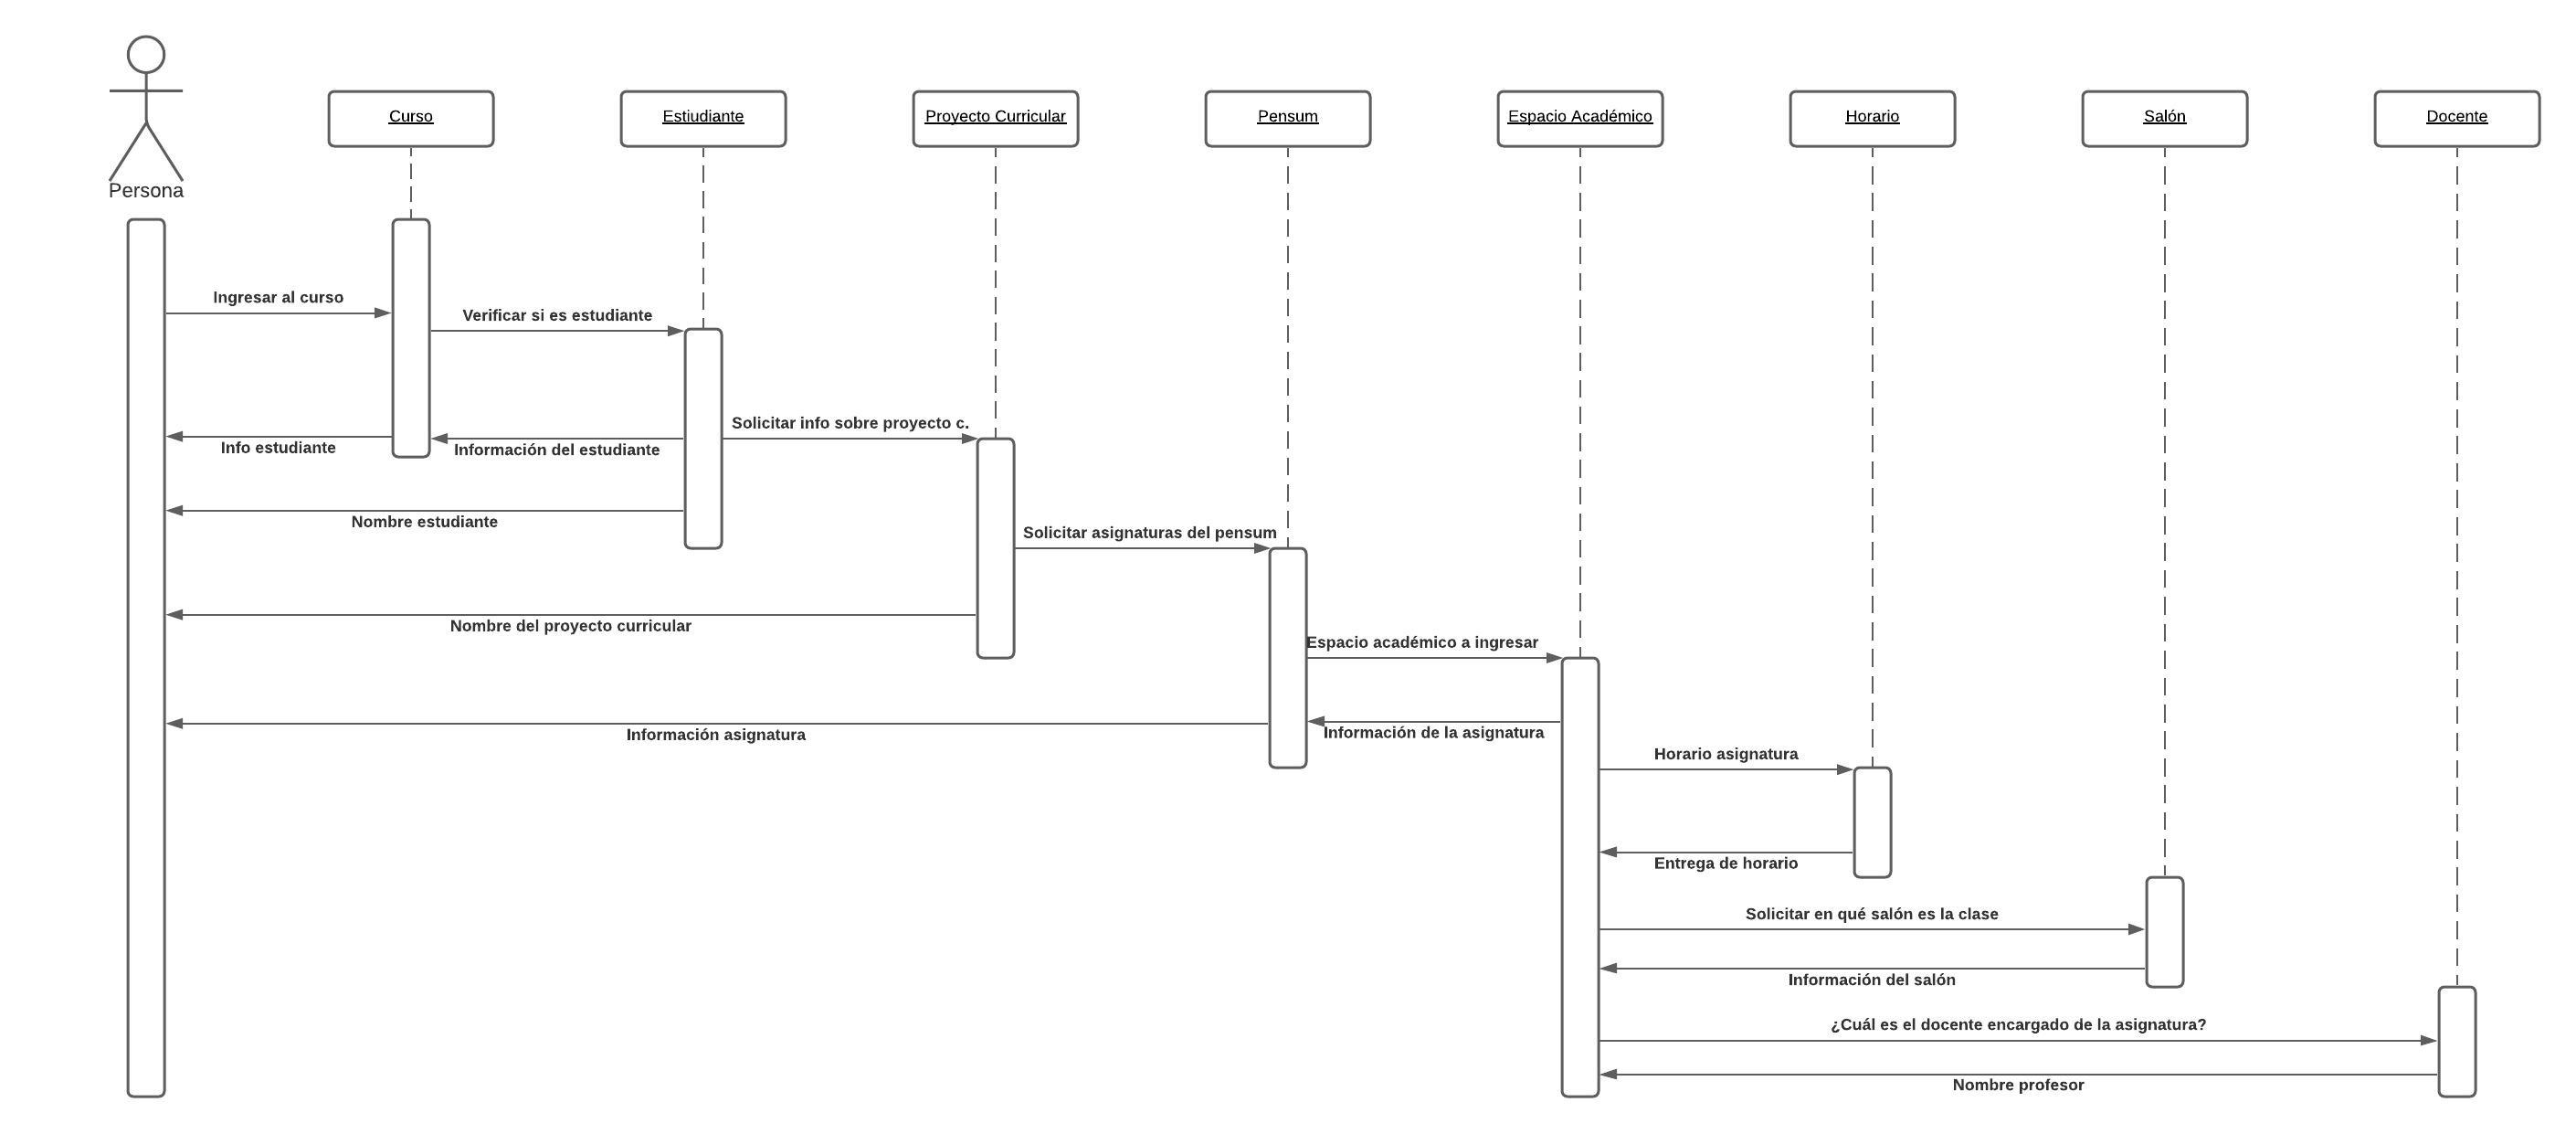 Persona
Curso
Estiudiante
Proyecto Curricular
Pensum
Espacio Académico
Horario
Salón
Docente
Ingresar al curso
Verificar si es estudiante
Solicitar info sobre proyecto c.
Info estudiante
Información del estudiante
Nombre estudiante
Solicitar asignaturas del pensum
Nombre del proyecto curricular
Espacio académico a ingresar
Información asignatura
Información de la asignatura
Horario asignatura
Entrega de horario
Solicitar en qué salón es la clase
Información del salón
¿Cuál es el docente encargado de la asignatura?
Nombre profesor